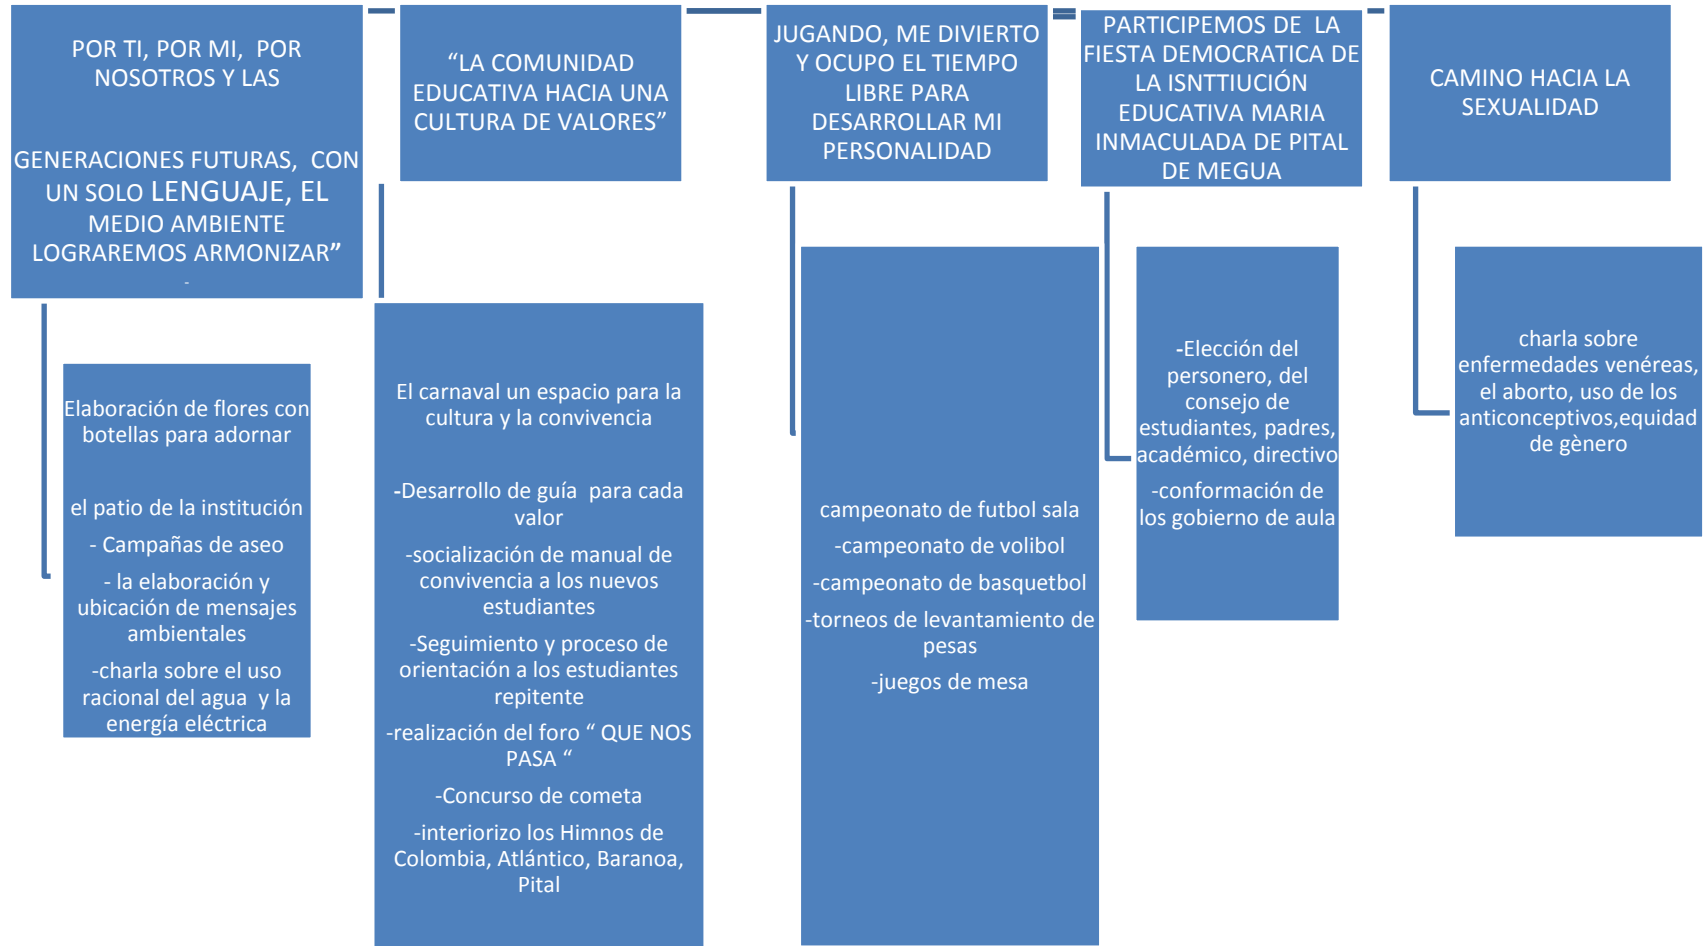 POR TI, POR MI, POR
NOSOTROS Y LAS
GENERACIONES FUTURAS, CON
UN SOLO LENGUAJE, EL
MEDIO AMBIENTE
LOGRAREMOS ARMONIZAR”
-
Elaboración de flores con
botellas para adornar
el patio de la institución
- Campañas de aseo
- la elaboración y
ubicación de mensajes
ambientales
-charla sobre el uso
racional del agua y la
energía eléctrica
“LA COMUNIDAD
EDUCATIVA HACIA UNA
CULTURA DE VALORES”
El carnaval un espacio para la
cultura y la convivencia
-Desarrollo de guía para cada
valor
-socialización de manual de
convivencia a los nuevos
estudiantes
-Seguimiento y proceso de
orientación a los estudiantes
repitente
-realización del foro “ QUE NOS
PASA “
-Concurso de cometa
-interiorizo los Himnos de
Colombia, Atlántico, Baranoa,
Pital
JUGANDO, ME DIVIERTO
Y OCUPO EL TIEMPO
LIBRE PARA
DESARROLLAR MI
PERSONALIDAD
campeonato de futbol sala
-campeonato de volibol
-campeonato de basquetbol
-torneos de levantamiento de
pesas
-juegos de mesa
PARTICIPEMOS DE LA
FIESTA DEMOCRATICA DE
LA ISNTTIUCIÓN
EDUCATIVA MARIA
INMACULADA DE PITAL
DE MEGUA
-Elección del
personero, del
consejo de
estudiantes, padres,
académico, directivo
-conformación de
los gobierno de aula
CAMINO HACIA LA
SEXUALIDAD
charla sobre
enfermedades venéreas,
el aborto, uso de los
anticonceptivos,equidad
de gènero